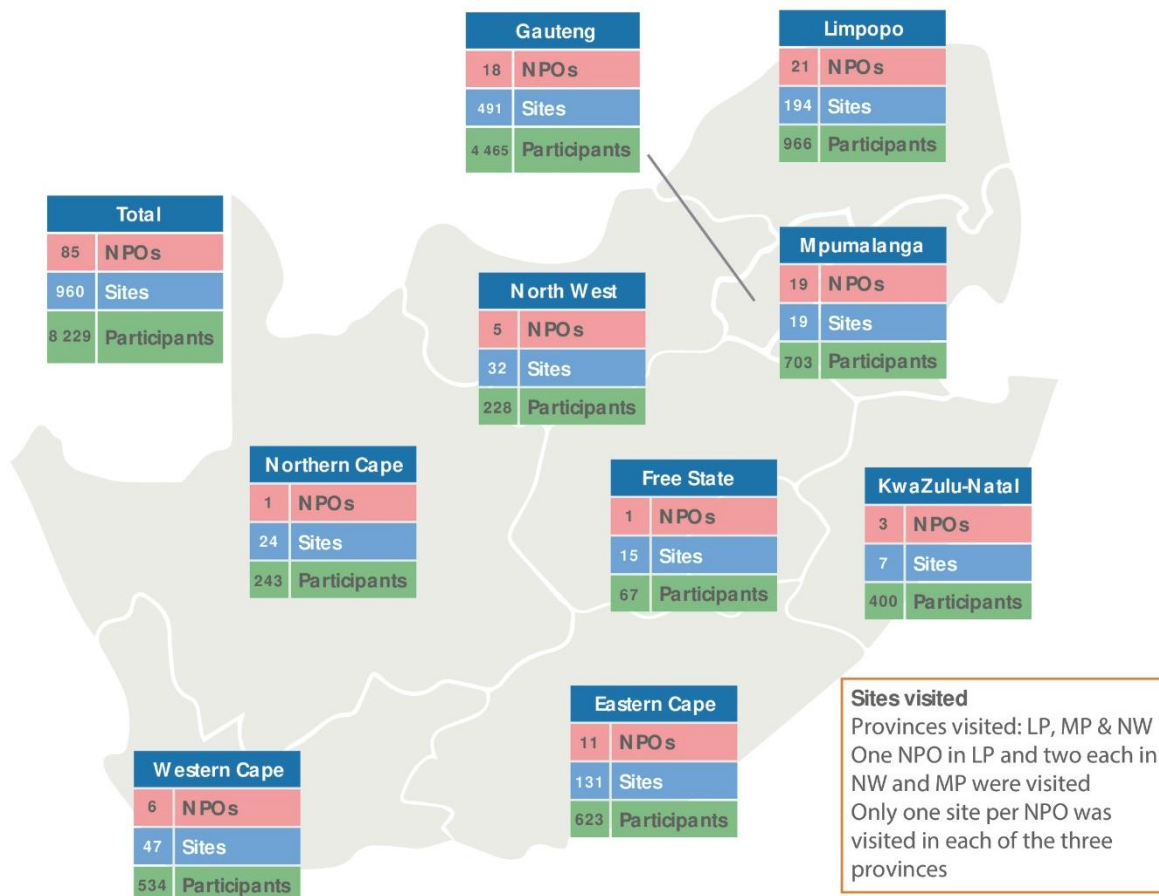 Gauteng
18 NPOs
491 Sites
4 465 Participants
Limpopo
21 NPOs
194 Sites
966 Participants
Total
85 NPOs
960 Sites
8 229 Participants
Mpumalanga
19 NPOs
19 Sites
703 Participants
North West
5 NPOs
32 Sites
228 Participants
Northern Cape
1 NPOs
24 Sites
243 Participants
Free State
1 NPOs
15 Sites
67 Participants
KwaZulu-Natal
3 NPOs
7 Sites
400 Participants
Eastern Cape
11 NPOs
131 Sites
623 Participants
Western Cape
6 NPOs
47 Sites
534 Participants
Sites visited
Provinces visited: LP, MP & NW
One NPO in LP and two each in
NW and MP were visited
Only one site per NPO was
visited in each of the three
provinces